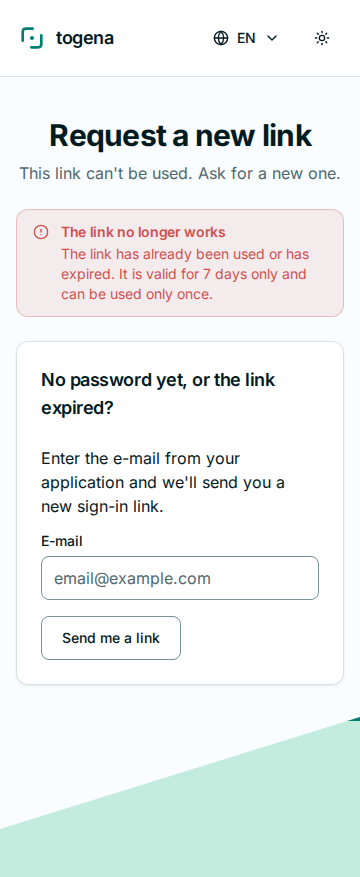 togena
EN
Request a new link
This link can't be used. Ask for a new one.
The link no longer works
The link has already been used or has
expired. It is valid for 7 days only and
can be used only once.
No password yet, or the link
expired?
Enter the e-mail from your
application and we'll send you a
new sign-in link.
E-mail
email@example.com
Send me a link